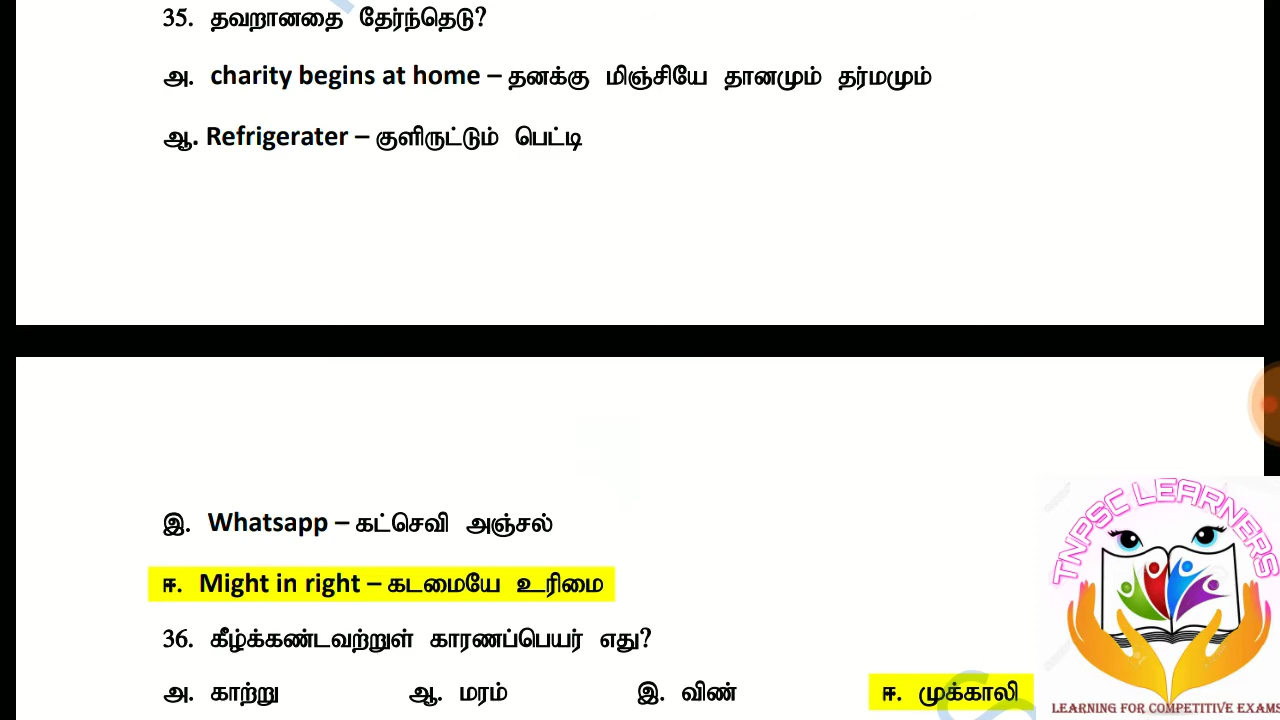 35. தவறானதை தேர்ந்தெடு?
அ. charity begins at home – தனக்கு மிஞ்சியே தானமும் தர்மமும்
ஆ. Refrigerater – குளிருட்டும் பெட்டி
இ. Whatsapp – கட்செவி அஞ்சல்
ஈ. Might in right – கடமையே உரிமை
36. கீழ்க்கண்டவற்றுள் காரணப்பெயர் எது?
அ. காற்று ஆ. மரம் இ. விண் ஈ. முக்காலி
TNPSC LEARNERS
LEARNING FOR COMPETITIVE EXAMS